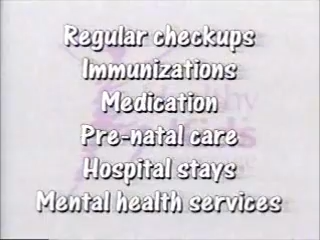 Regular checkups
Immunizations
Medication
Pre-natal care
Hospital stays
Mental health services